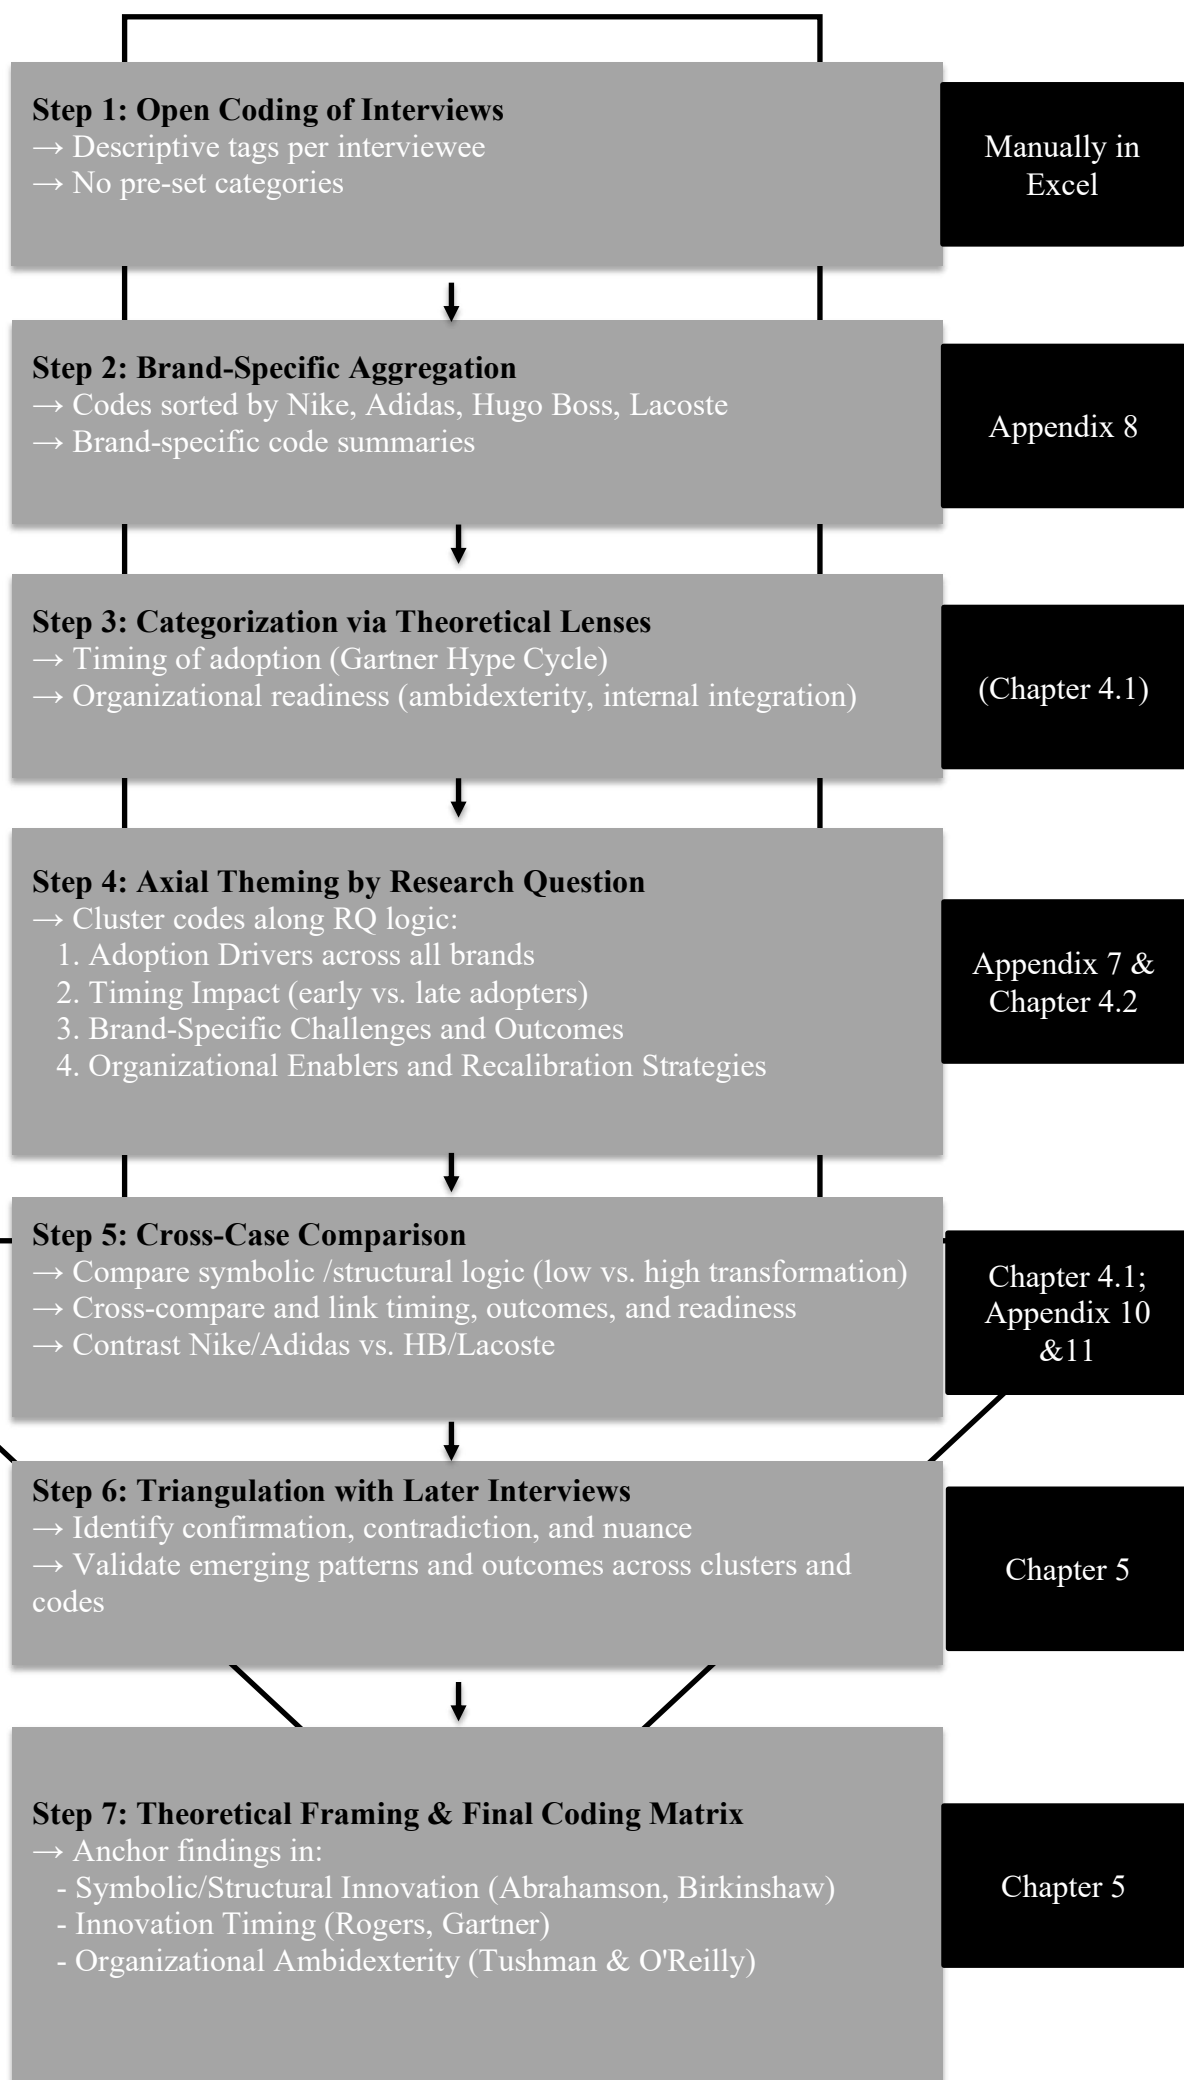 Step 1: Open Coding of Interviews
→ Descriptive tags per interviewee
→ No pre-set categories
Manually in
Excel
Step 2: Brand-Specific Aggregation
→ Codes sorted by Nike, Adidas, Hugo Boss, Lacoste
→ Brand-specific code summaries
Appendix 8
Step 3: Categorization via Theoretical Lenses
→ Timing of adoption (Gartner Hype Cycle)
→ Organizational readiness (ambidexterity, internal integration)
(Chapter 4.1)
Step 4: Axial Theming by Research Question
→ Cluster codes along RQ logic:
1. Adoption Drivers across all brands
2. Timing Impact (early vs. late adopters)
3. Brand-Specific Challenges and Outcomes
4. Organizational Enablers and Recalibration Strategies
Appendix 7 &
Chapter 4.2
Step 5: Cross-Case Comparison
→ Compare symbolic /structural logic (low vs. high transformation)
→ Cross-compare and link timing, outcomes, and readiness
→ Contrast Nike/Adidas vs. HB/Lacoste
Chapter 4.1;
Appendix 10
&11
Step 6: Triangulation with Later Interviews
→ Identify confirmation, contradiction, and nuance
→ Validate emerging patterns and outcomes across clusters and
codes
Chapter 5
Step 7: Theoretical Framing & Final Coding Matrix
→ Anchor findings in:
- Symbolic/Structural Innovation (Abrahamson, Birkinshaw)
- Innovation Timing (Rogers, Gartner)
- Organizational Ambidexterity (Tushman & O'Reilly)
Chapter 5